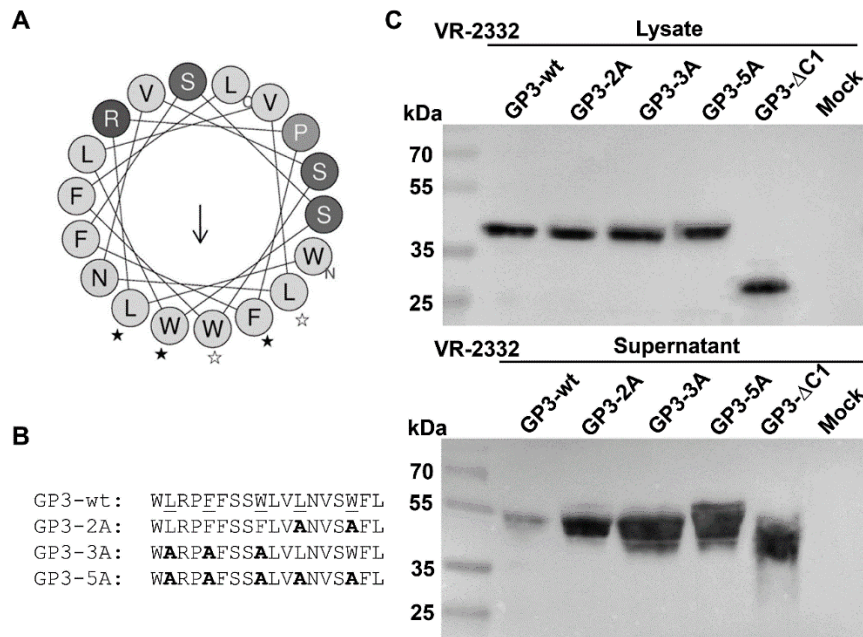 A
S
L
V
P
S
S
W
N
L
F
W
W
L
N
F
F
L
R
V
★ ★ ☆ ★ ☆
B
GP3-wt: WLRPFFSSWLVLNVSWFL
GP3-2A: WLRPFFSSFLVANVSAFL
GP3-3A: WARPAFSSALVLNVSWFL
GP3-5A: WARPAFSSALVANVSAFL
C
VR-2332 Lysate
GP3-wt GP3-2A GP3-3A GP3-5A GP3-ΔC1 Mock
kDa
70
55
35
25
VR-2332 Supernatant
GP3-wt GP3-2A GP3-3A GP3-5A GP3-ΔC1 Mock
kDa
70
55
35
25